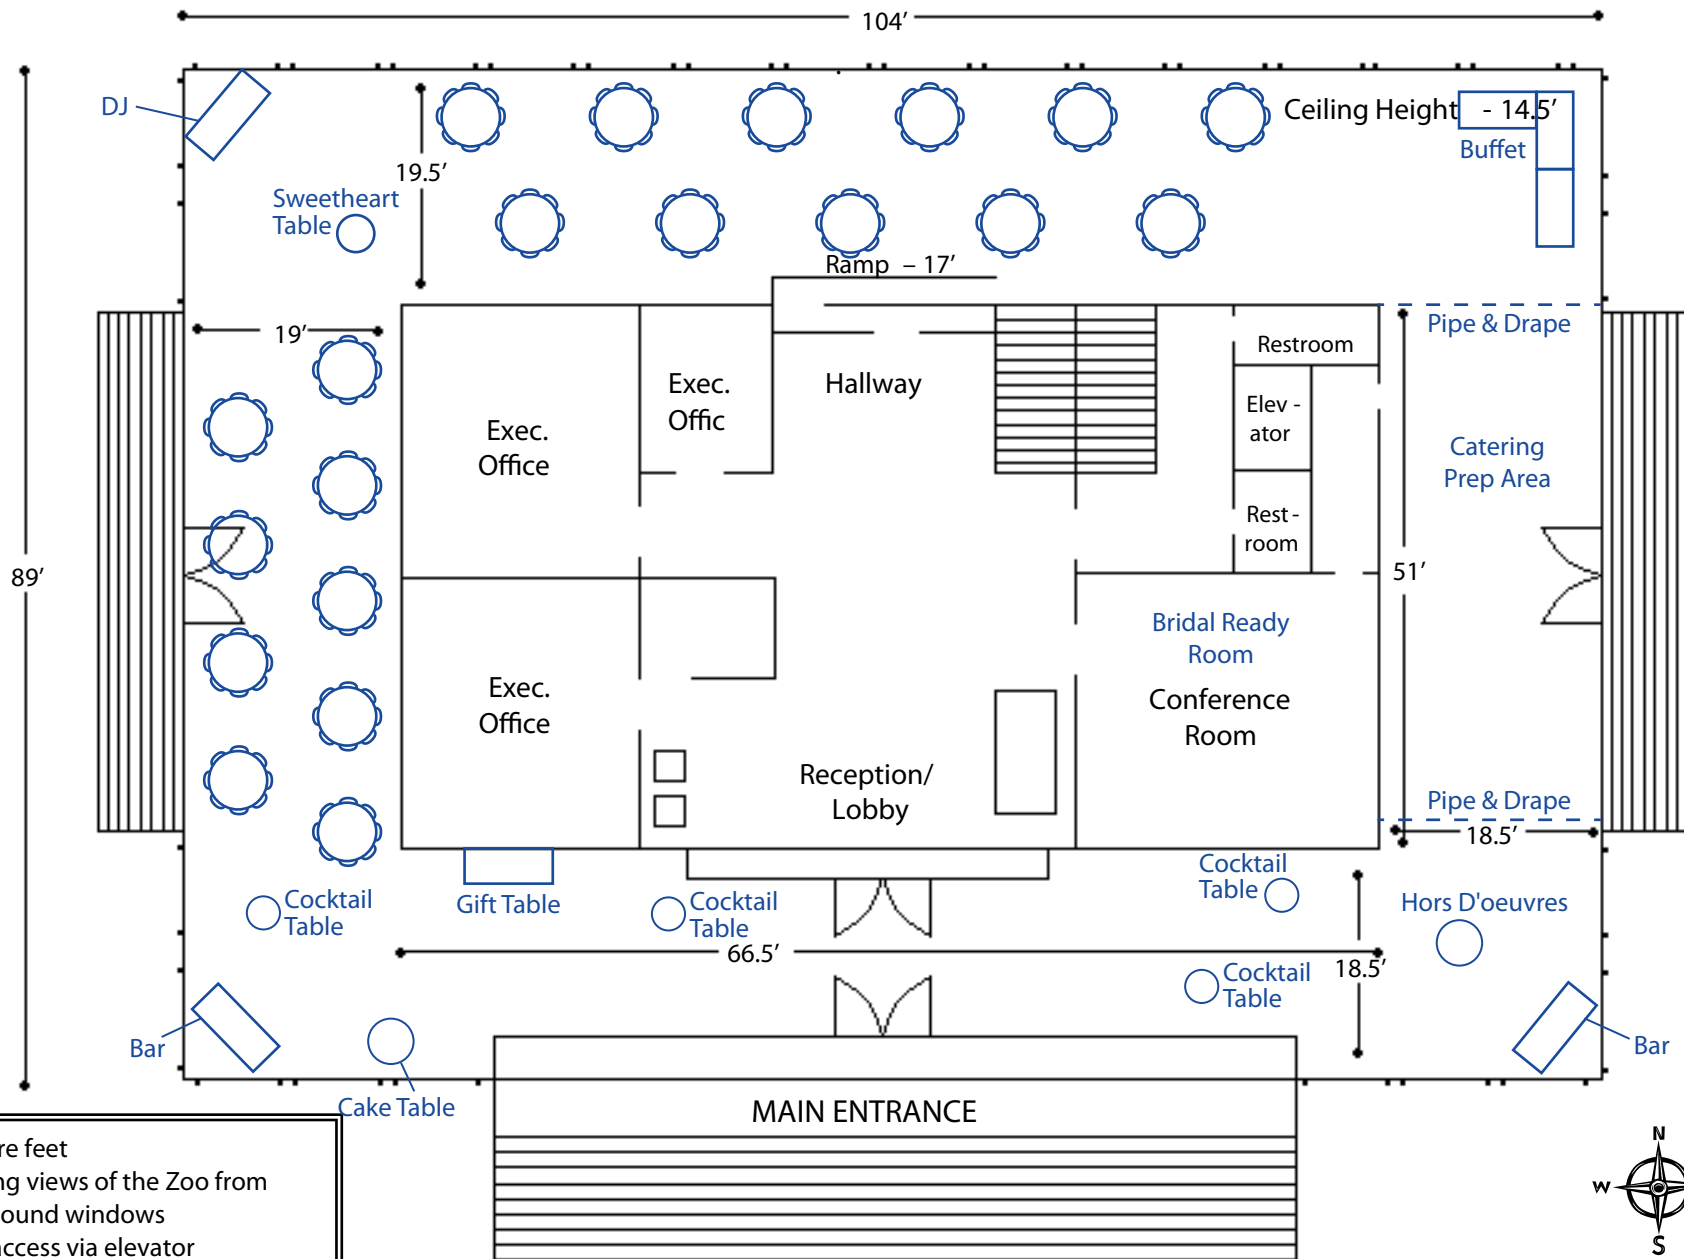 104’
DJ
Ceiling Height - 14.5’
Buffet
19.5’
Sweetheart
Table
Ramp – 17’
19’
Pipe & Drape
Restroom
Exec.
Offic
Hallway
Exec.
Office
Elev -
ator
Catering
Prep Area
Rest -
room
89’
51’
Bridal Ready
Room
Exec.
Office
Conference
Room
Reception/
Lobby
Pipe & Drape
18.5’
Cocktail
Table
Cocktail
Table
Gift Table
Cocktail
Table
Hors D'oeuvres
66.5’
18.5’
Cocktail
Table
Bar
Bar
Cake Table
MAIN ENTRANCE
re feet
ng views of the Zoo from
ound windows
access via elevator
N
W
S